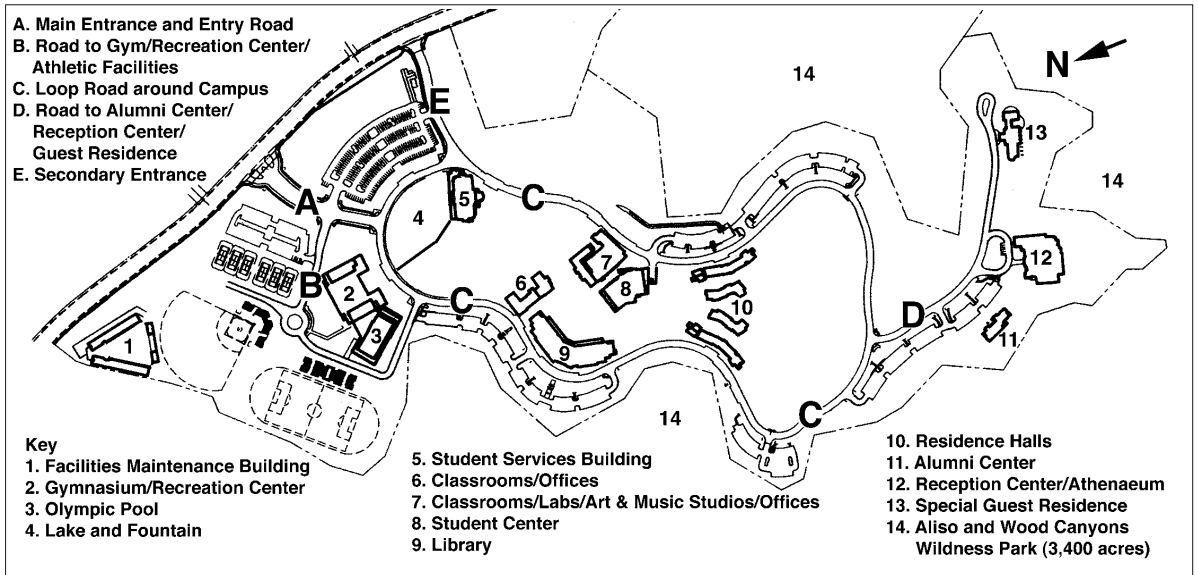 A. Main Entrance and Entry Road
B. Road to Gym/Recreation Center/
Athletic Facilities
C. Loop Road around Campus
D. Road to Alumni Center/
Reception Center/
Guest Residence
E. Secondary Entrance
N
14
E
13
14
A
4
5
C
B
2
7
12
6
8
C
10
D
3
1
9
11
14
C
Key
1. Facilities Maintenance Building
2. Gymnasium/Recreation Center
3. Olympic Pool
4. Lake and Fountain
5. Student Services Building
6. Classrooms/Offices
7. Classrooms/Labs/Art & Music Studios/Offices
8. Student Center
9. Library
10. Residence Halls
11. Alumni Center
12. Reception Center/Athenaeum
13. Special Guest Residence
14. Aliso and Wood Canyons
Wildness Park (3,400 acres)